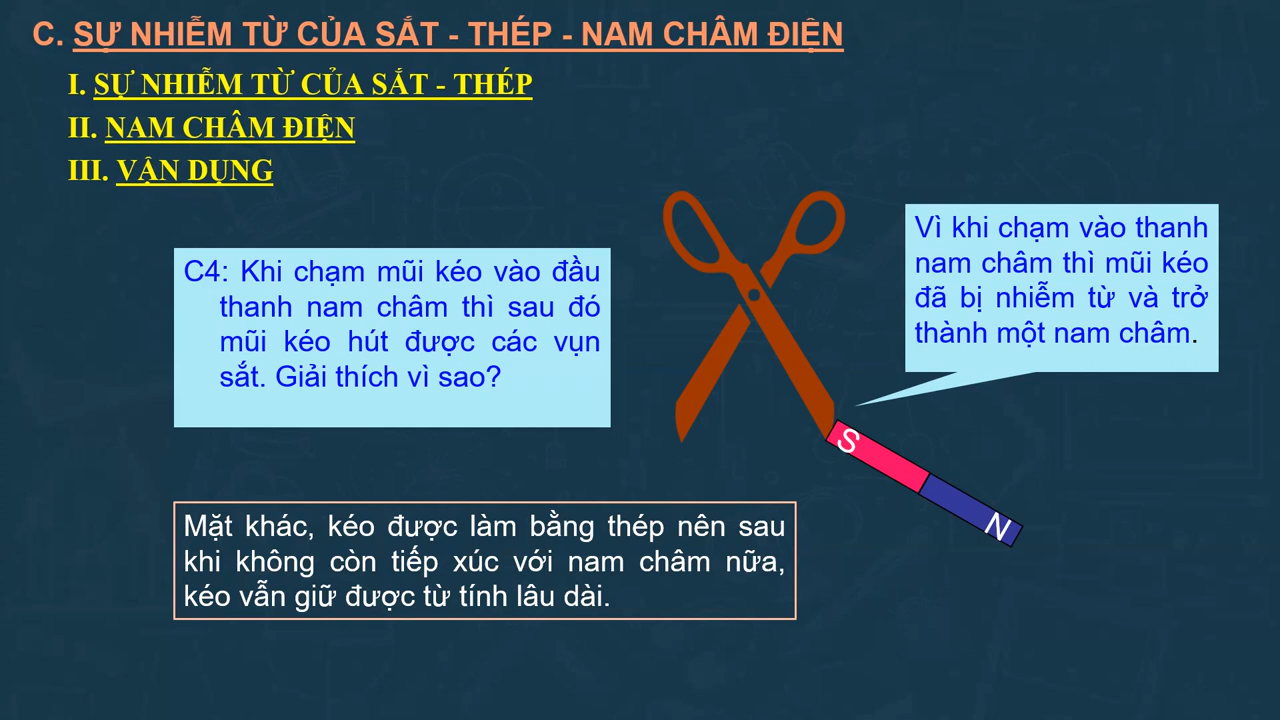 C. SỰ NHIỄM TỪ CỦA SẮT - THÉP - NAM CHÂM ĐIỆN
I. SỰ NHIỄM TỪ CỦA SẮT - THÉP
II. NAM CHÂM ĐIỆN
III. VẬN DỤNG
C4: Khi chạm mũi kéo vào đầu
thanh nam châm thì sau đó
mũi kéo hút được các vụn
sắt. Giải thích vì sao?
Vì khi chạm vào thanh
nam châm thì mũi kéo
đã bị nhiễm từ và trở
thành một nam châm.
S
N
Mặt khác, kéo được làm bằng thép nên sau
khi không còn tiếp xúc với nam châm nữa,
kéo vẫn giữ được từ tính lâu dài.